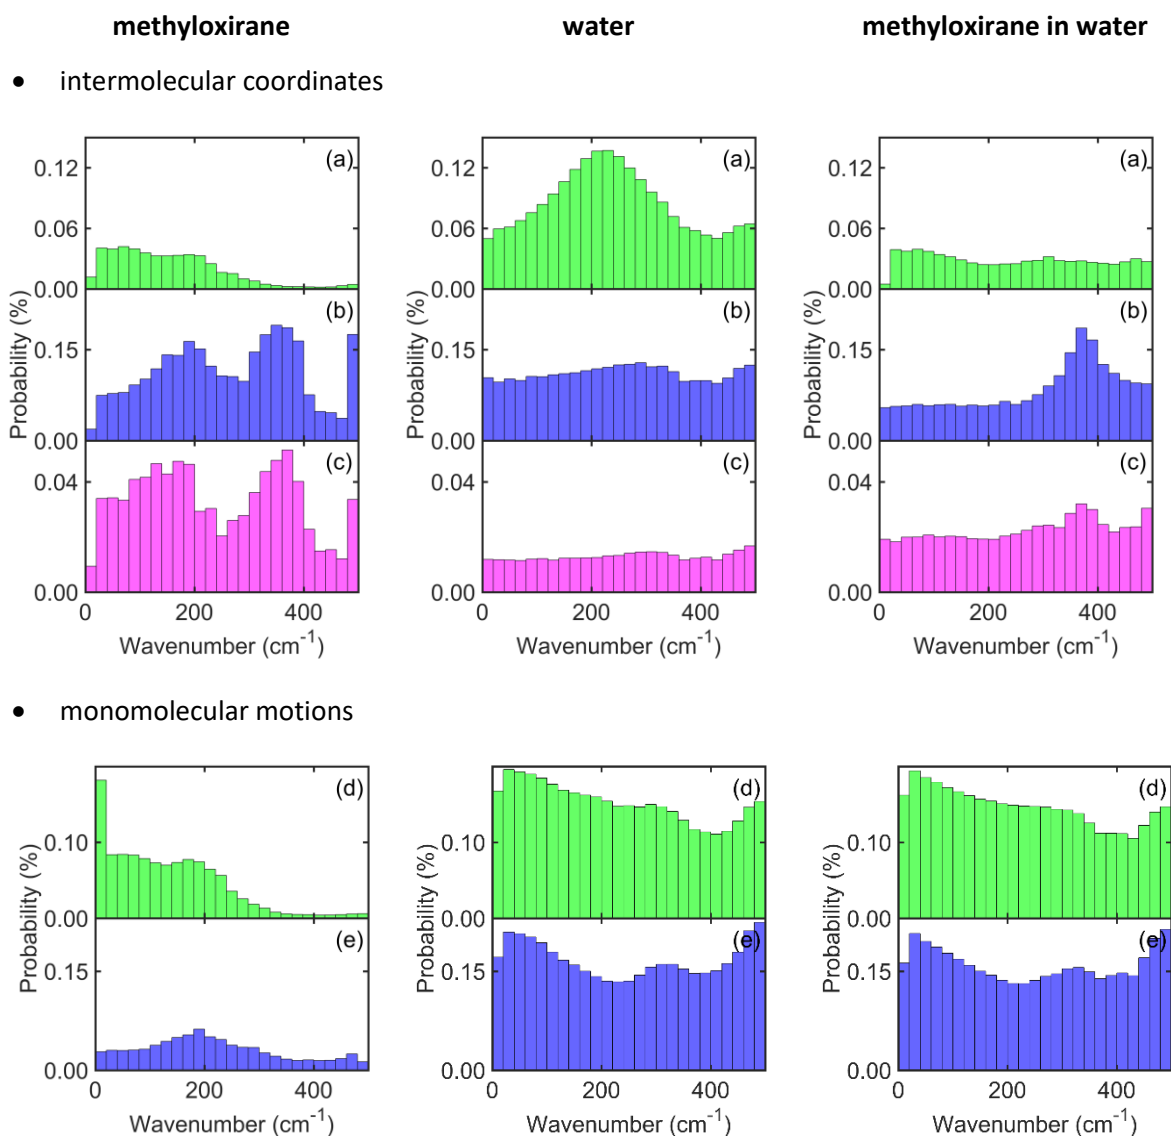 methyloxirane water methyloxirane in water
• intermolecular coordinates
(a) (a) (a)
0.12 0.12 0.12
0.06 0.06 0.06
0.00 0.00 0.00
(b) (b) (b)
0.15 0.15 0.15
0.00 0.00 0.00
(c) (c) (c)
0.04 0.04 0.04
0.00 0.00 0.00
Probability (%) Probability (%) Probability (%)
0 200 400 0 200 400 0 200 400
Wavenumber (cm⁻¹) Wavenumber (cm⁻¹) Wavenumber (cm⁻¹)
• monomolecular motions
(d) (d) (d)
0.10 0.10 0.10
0.00 0.00 0.00
(e) (e) (e)
0.15 0.15 0.15
0.00 0.00 0.00
Probability (%) Probability (%) Probability (%)
0 200 400 0 200 400 0 200 400
Wavenumber (cm⁻¹) Wavenumber (cm⁻¹) Wavenumber (cm⁻¹)